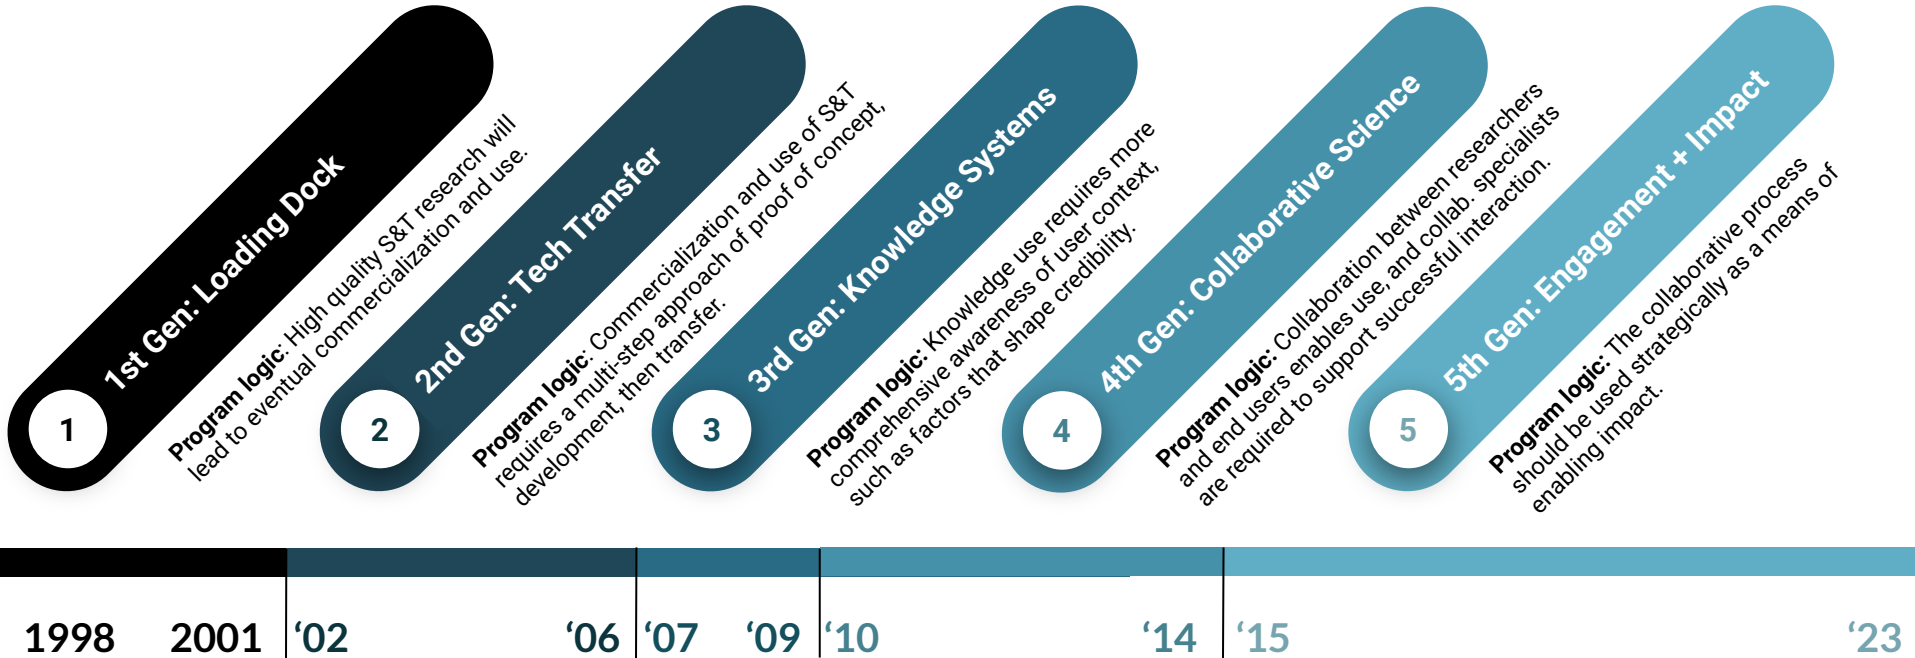 1st Gen: Loading Dock
1
Program logic: High quality S&T research will
lead to eventual commercialization and use.
2nd Gen: Tech Transfer
2
Program logic: Commercialization and use of S&T
requires a multi-step approach of proof of concept,
development, then transfer.
3rd Gen: Knowledge Systems
3
Program logic: Knowledge use requires more
comprehensive awareness of user context,
such as factors that shape credibility.
4th Gen: Collaborative Science
4
Program logic: Collaboration between researchers
and end users enables use, and collab. specialists
are required to support successful interaction.
5th Gen: Engagement + Impact
5
Program logic: The collaborative process
should be used strategically as a means of
enabling impact.
1998 2001 ‘02 ‘06 ‘07 ‘09 ‘10 ‘14 ‘15 ‘23